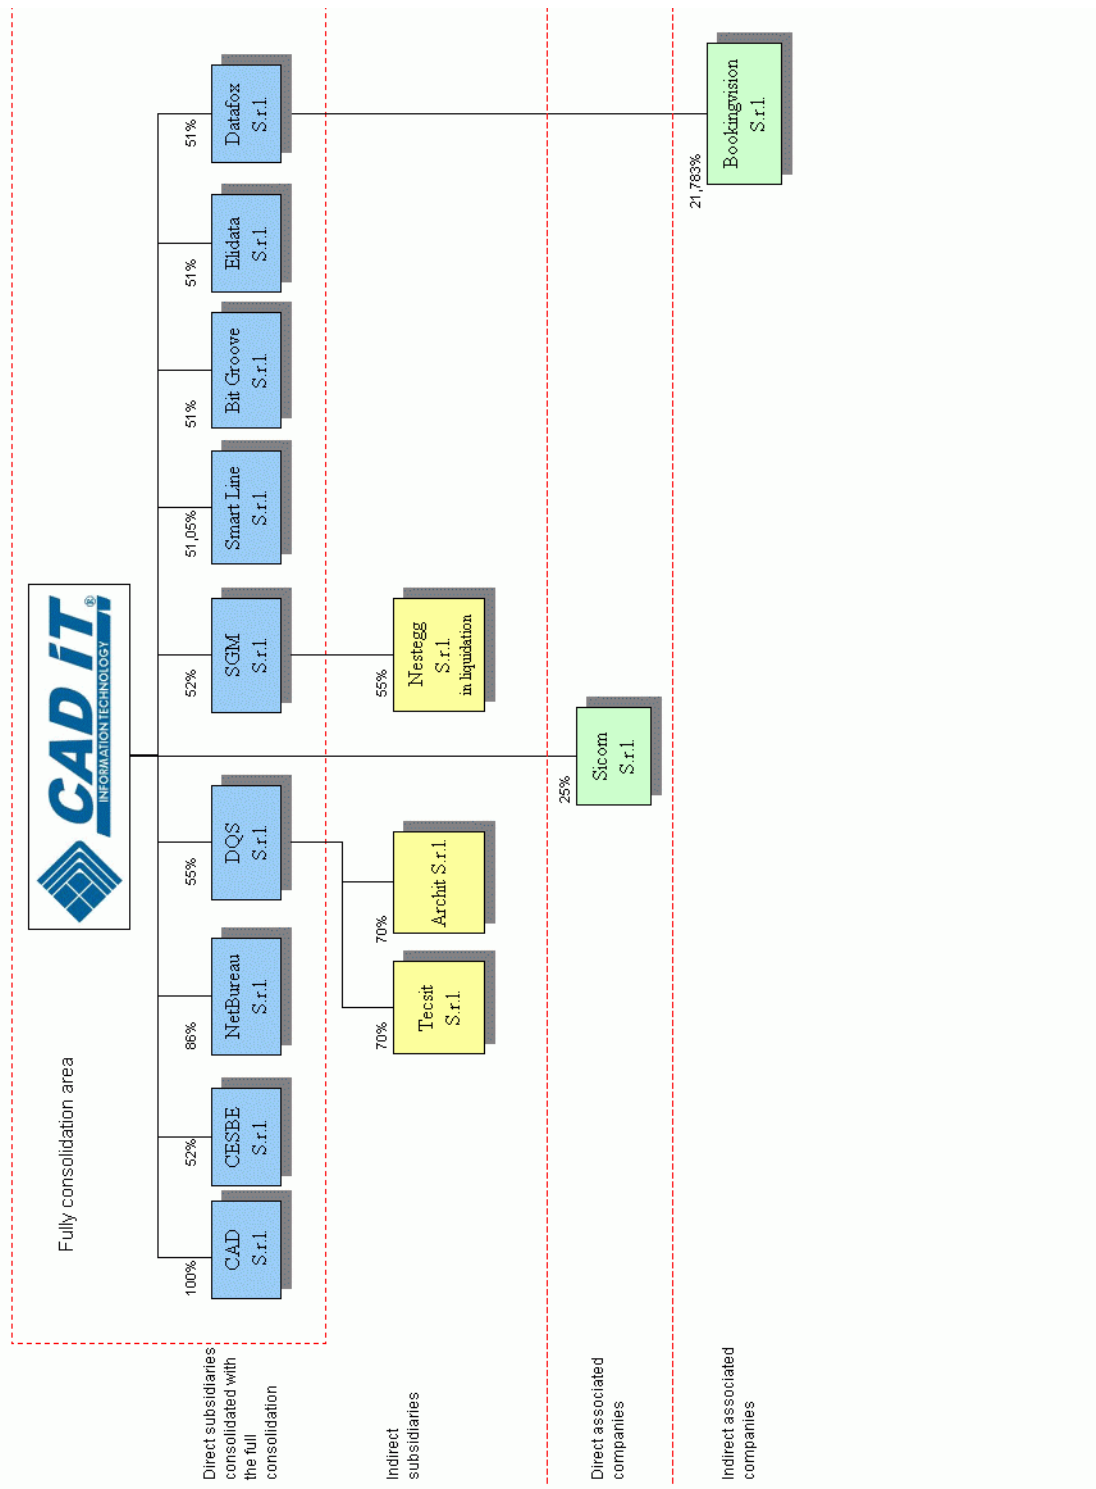 CAD iT®
INFORMATION TECHNOLOGY
Fully consolidation area
Direct subsidiaries
consolidated with
the full
consolidation
100%
CAD
S.r.l.
52%
CESBE
S.r.l.
86%
NetBureau
S.r.l.
55%
DQS
S.r.l.
52%
SGM
S.r.l.
51,05%
Smart Line
S.r.l.
51%
Bit Groove
S.r.l.
51%
Elidata
S.r.l.
51%
Datafox
S.r.l.
Indirect
subsidiaries
70%
Tecsit
S.r.l.
70%
Archit S.r.l.
55%
Nestegg
S.r.l.
in liquidation
Direct associated
companies
25%
Sicom
S.r.l.
Indirect associated
companies
21,783%
Bookingvision
S.r.l.